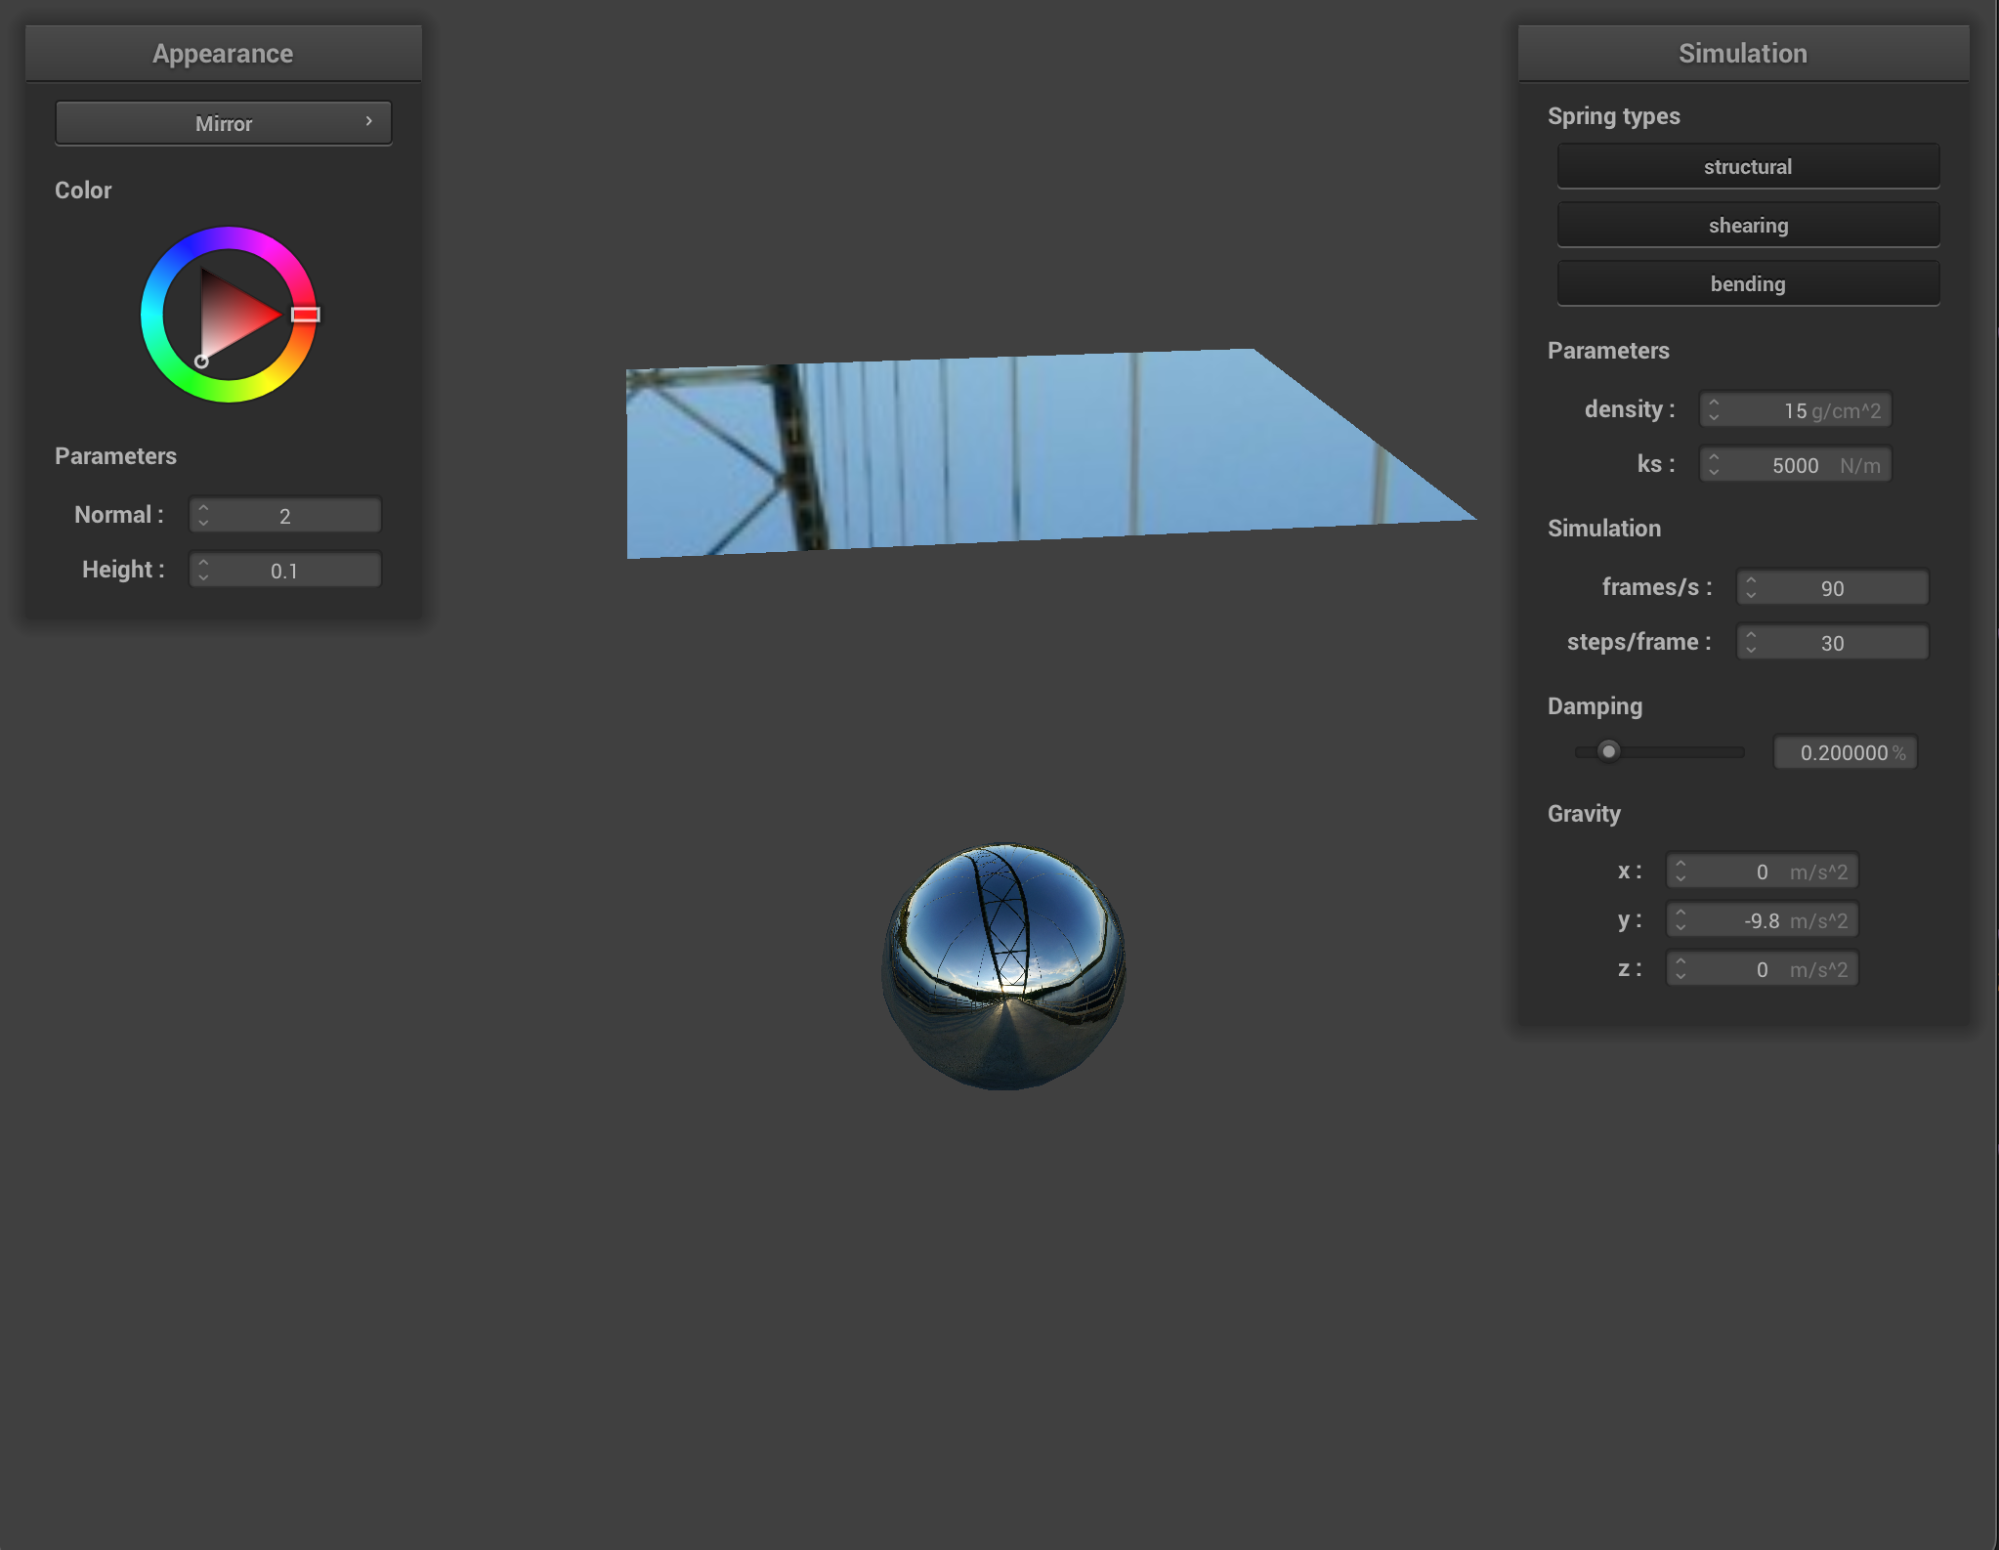 Appearance
Mirror
Color
Parameters
Normal : 2
Height : 0.1
Simulation
Spring types
structural
shearing
bending
Parameters
density : 15 g/cm^2
ks : 5000 N/m
Simulation
frames/s : 90
steps/frame : 30
Damping
0.200000 %
Gravity
x : 0 m/s^2
y : -9.8 m/s^2
z : 0 m/s^2